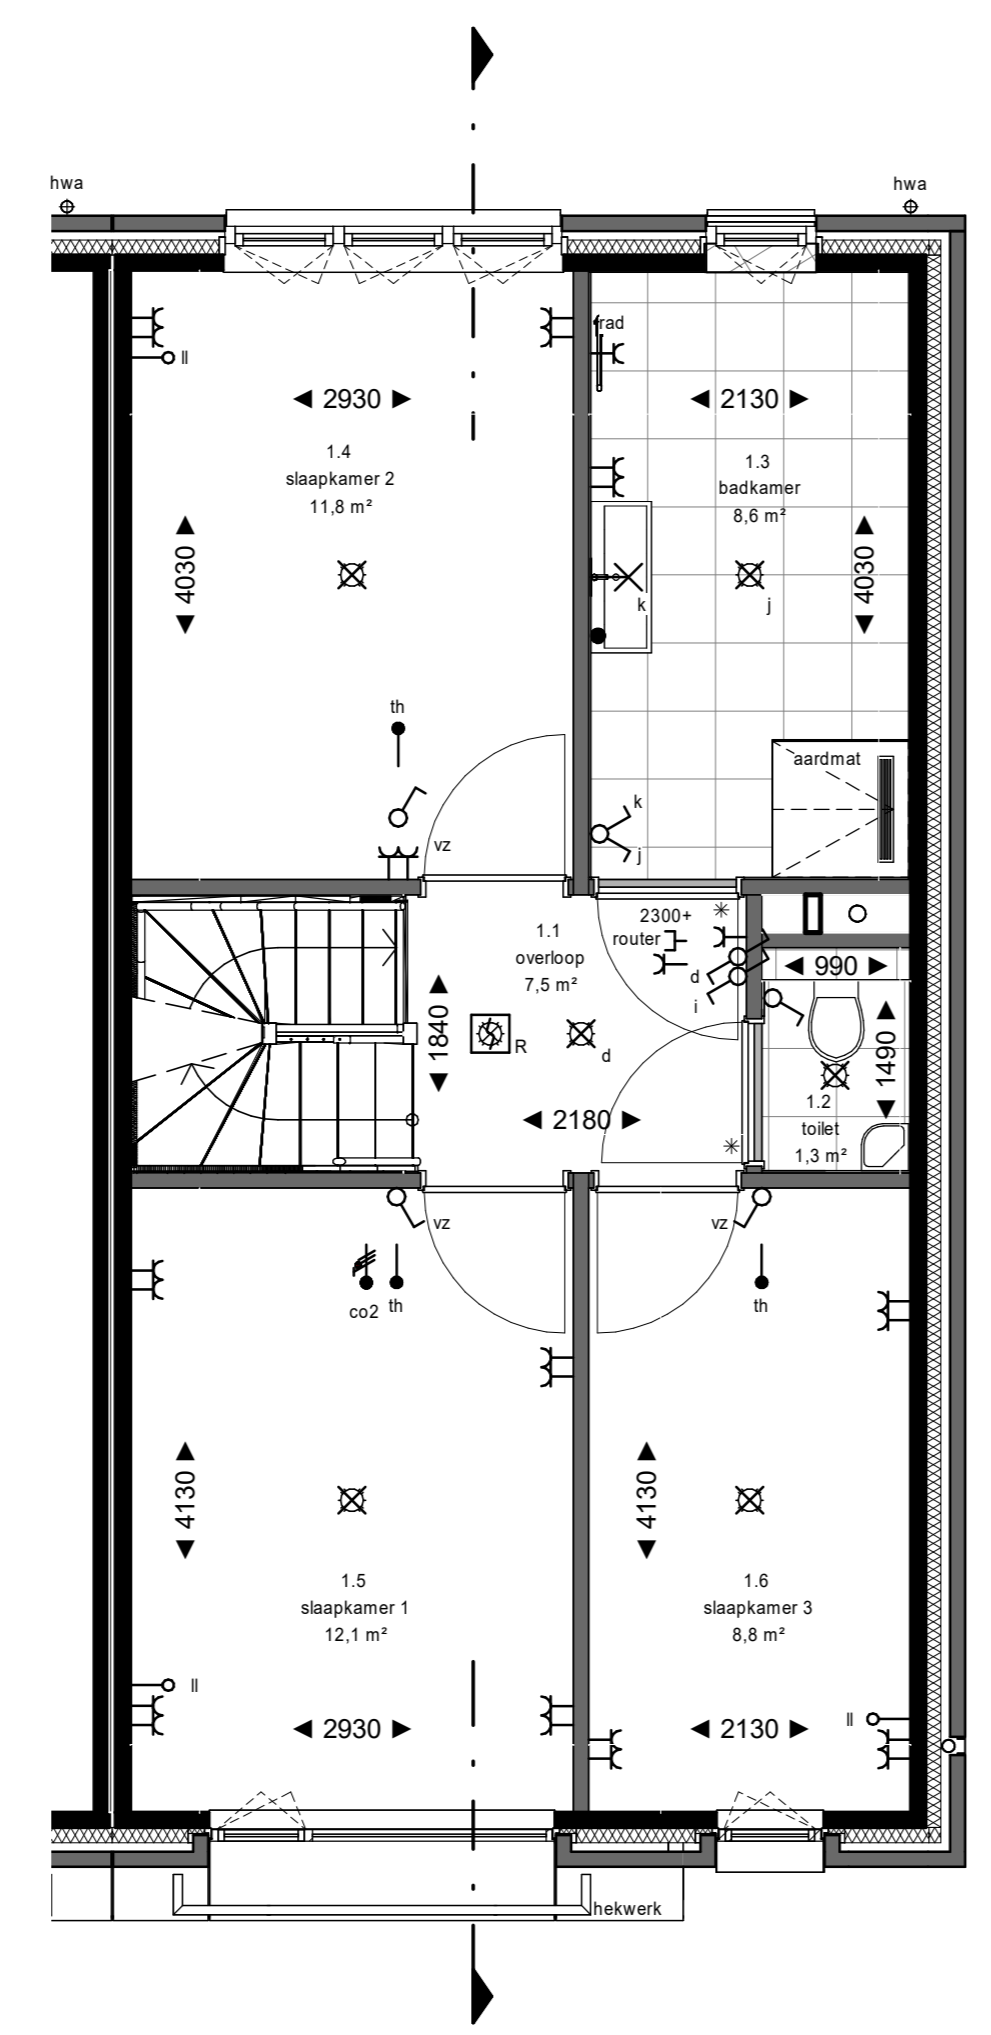 hwa
hwa
ll
rad
2930
2130
1.4
slaapkamer 2
11,8 m²
1.3
badkamer
8,6 m²
4030
4030
k
j
th
aardmat
k
vz
j
2300+
router
1.1
overloop
7,5 m²
d
i
990
1840
R
d
1490
2180
1.2
toilet
1,3 m²
vz
vz
co2
th
th
4130
4130
1.5
slaapkamer 1
12,1 m²
1.6
slaapkamer 3
8,8 m²
ll
ll
2930
2130
hekwerk